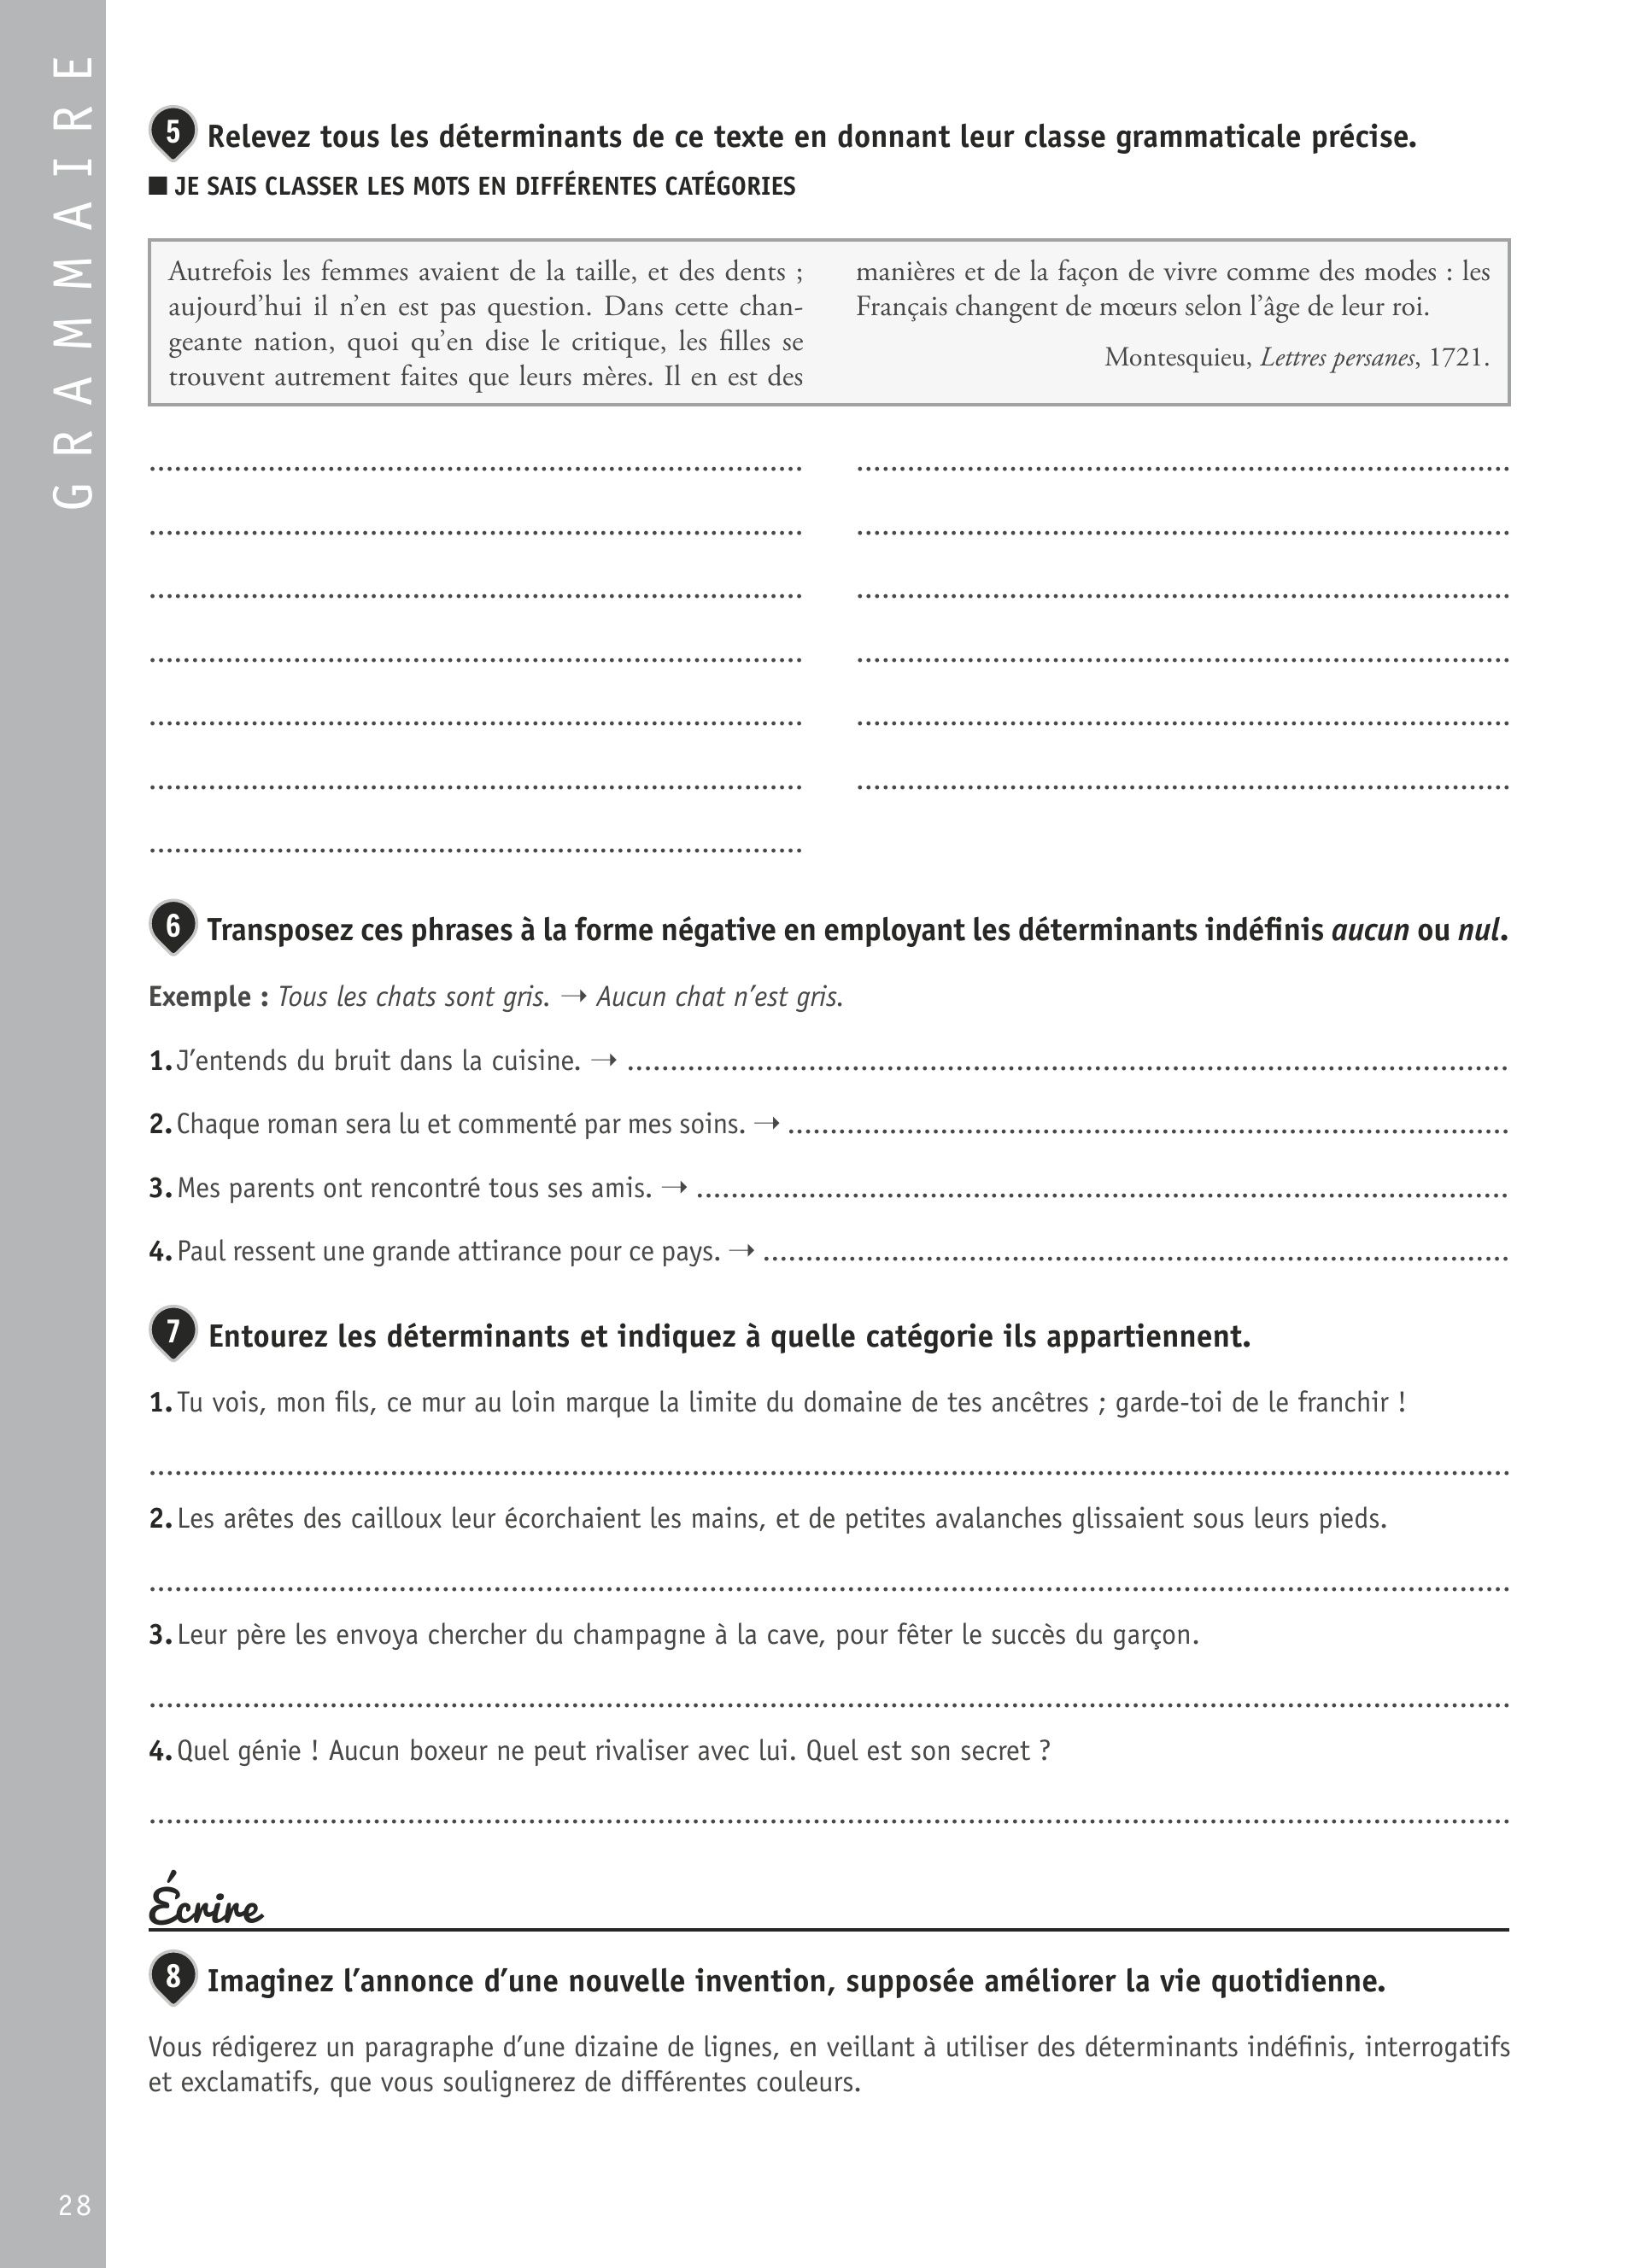 GRAMMAIRE
5 Relevez tous les déterminants de ce texte en donnant leur classe grammaticale précise.
■ JE SAIS CLASSER LES MOTS EN DIFFÉRENTES CATÉGORIES
Autrefois les femmes avaient de la taille, et des dents ;
aujourd’hui il n’en est pas question. Dans cette chan-
geante nation, quoi qu’en dise le critique, les filles se
trouvent autrement faites que leurs mères. Il en est des
manières et de la façon de vivre comme des modes : les
Français changent de mœurs selon l’âge de leur roi.
Montesquieu, Lettres persanes, 1721.
6 Transposez ces phrases à la forme négative en employant les déterminants indéfinis aucun ou nul.
Exemple : Tous les chats sont gris. → Aucun chat n’est gris.
1. J’entends du bruit dans la cuisine. →
2. Chaque roman sera lu et commenté par mes soins. →
3. Mes parents ont rencontré tous ses amis. →
4. Paul ressent une grande attirance pour ce pays. →
7 Entourez les déterminants et indiquez à quelle catégorie ils appartiennent.
1. Tu vois, mon fils, ce mur au loin marque la limite du domaine de tes ancêtres ; garde-toi de le franchir !
2. Les arêtes des cailloux leur écorchaient les mains, et de petites avalanches glissaient sous leurs pieds.
3. Leur père les envoya chercher du champagne à la cave, pour fêter le succès du garçon.
4. Quel génie ! Aucun boxeur ne peut rivaliser avec lui. Quel est son secret ?
Écrire
8 Imaginez l’annonce d’une nouvelle invention, supposée améliorer la vie quotidienne.
Vous rédigerez un paragraphe d’une dizaine de lignes, en veillant à utiliser des déterminants indéfinis, interrogatifs
et exclamatifs, que vous soulignerez de différentes couleurs.
28